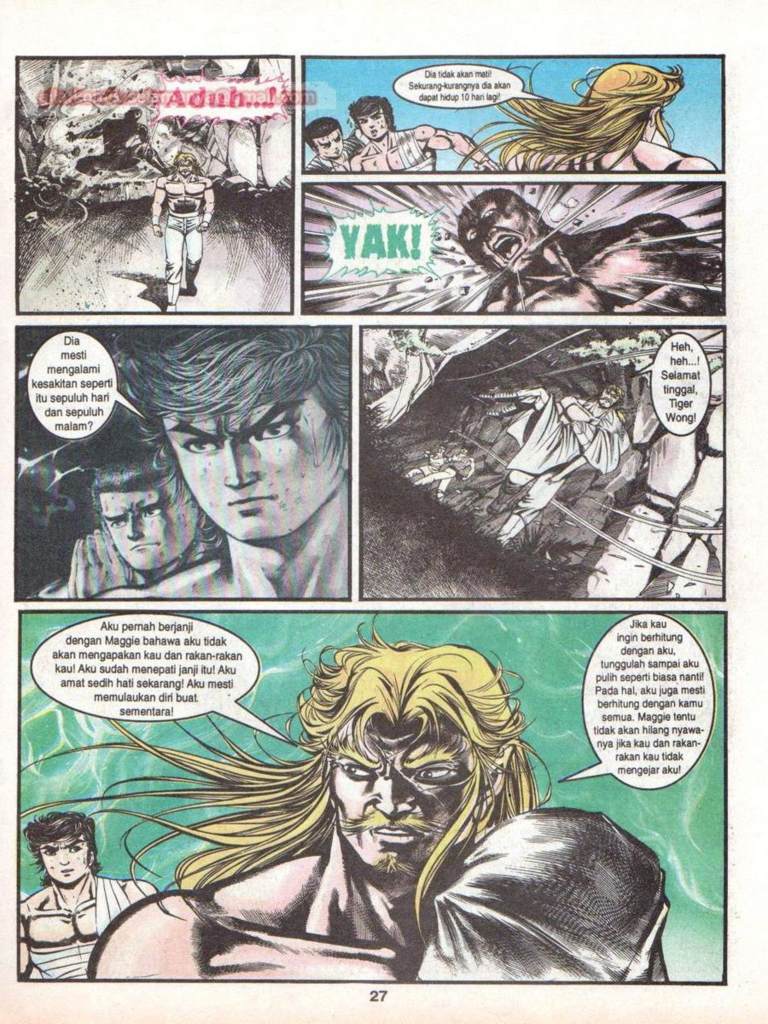 Aduh...!
Dia tidak akan mati!
Sekurang-kurangnya dia akan
dapat hidup 10 hari lagi!
YAK!
Dia
mesti
mengalami
kesakitan seperti
itu sepuluh hari
dan sepuluh
malam?
Heh,
heh...!
Selamat
tinggal,
Tiger
Wong!
Aku pernah berjanji
dengan Maggie bahawa aku tidak
akan mengapakan kau dan rakan-rakan
kau! Aku sudah menepati janji itu! Aku
amat sedih hati sekarang! Aku mesti
memulaukan diri buat
sementara!
Jika kau
ingin berhitung
dengan aku,
tunggulah sampai aku
pulih seperti biasa nanti!
Pada hal, aku juga mesti
berhitung dengan kamu
semua. Maggie tentu
tidak akan hilang nyawa-
nya jika kau dan rakan-
rakan kau tidak
mengejar aku!
27